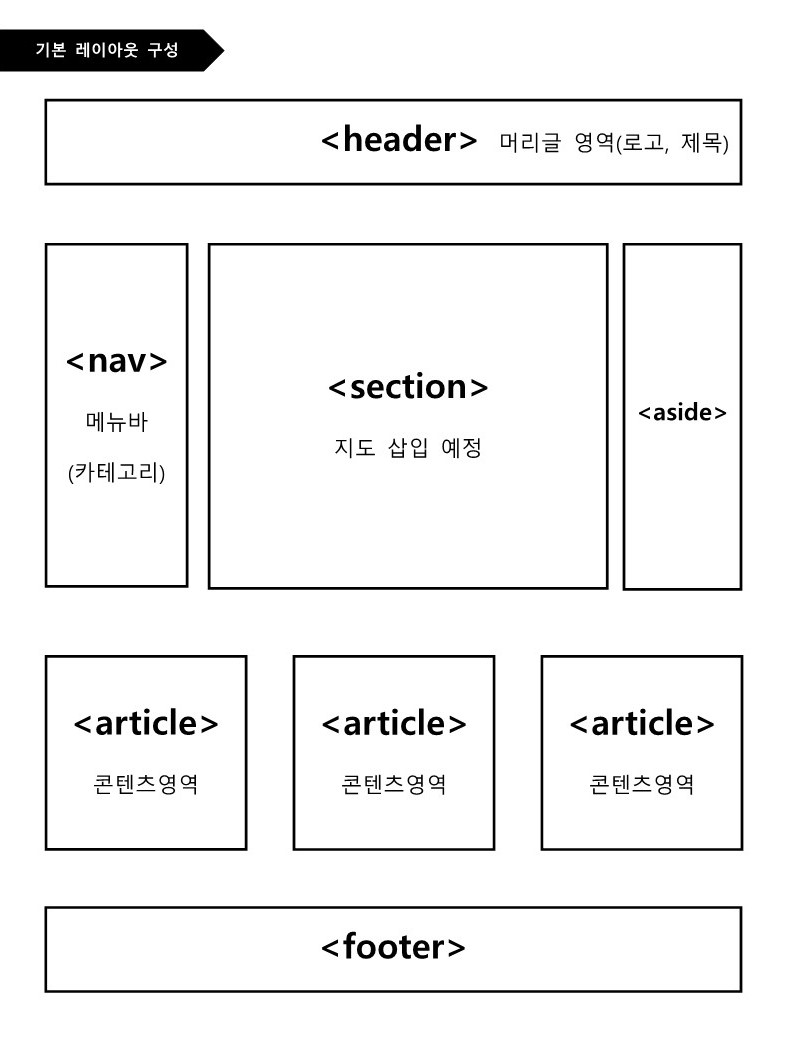 기본 레이아웃 구성
<header> 머리글 영역(로고, 제목)
<nav>
메뉴바
(카테고리)
<section>
지도 삽입 예정
<aside>
<article>
콘텐츠영역
<article>
콘텐츠영역
<article>
콘텐츠영역
<footer>